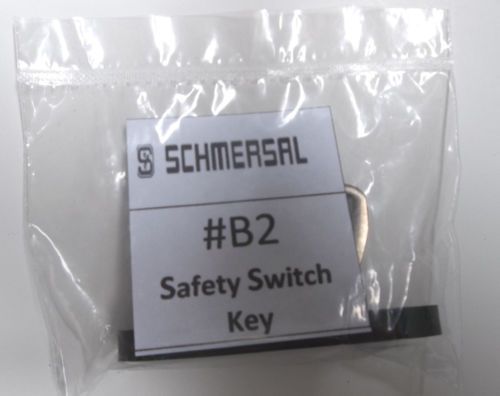 SCHMERSAL
#B2
Safety Switch
Key